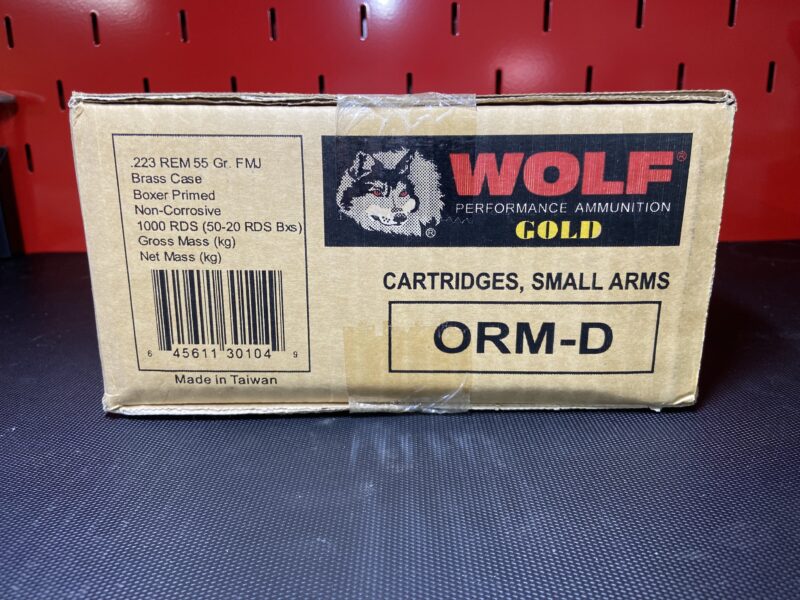 .223 REM 55 Gr. FMJ
Brass Case
Boxer Primed
Non-Corrosive
1000 RDS (50-20 RDS Bxs)
Gross Mass (kg)
Net Mass (kg)
6 45611 30104 9
Made in Taiwan
WOLF®
PERFORMANCE AMMUNITION
GOLD
®
CARTRIDGES, SMALL ARMS
ORM-D